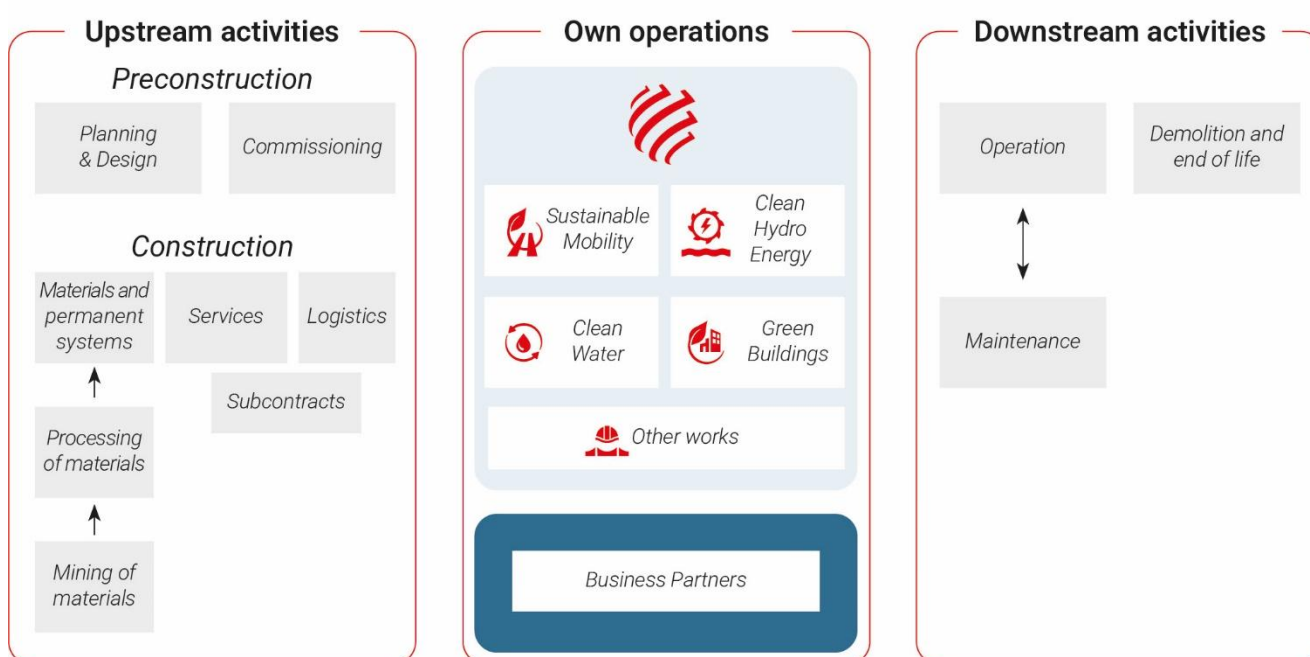 Upstream activities
Preconstruction
Planning
& Design
Commissioning
Construction
Materials and
permanent
systems
Services
Logistics
Subcontracts
Processing
of materials
Mining of
materials
Own operations
Sustainable
Mobility
Clean
Hydro
Energy
Clean
Water
Green
Buildings
Other works
Business Partners
Downstream activities
Operation
Demolition and
end of life
Maintenance